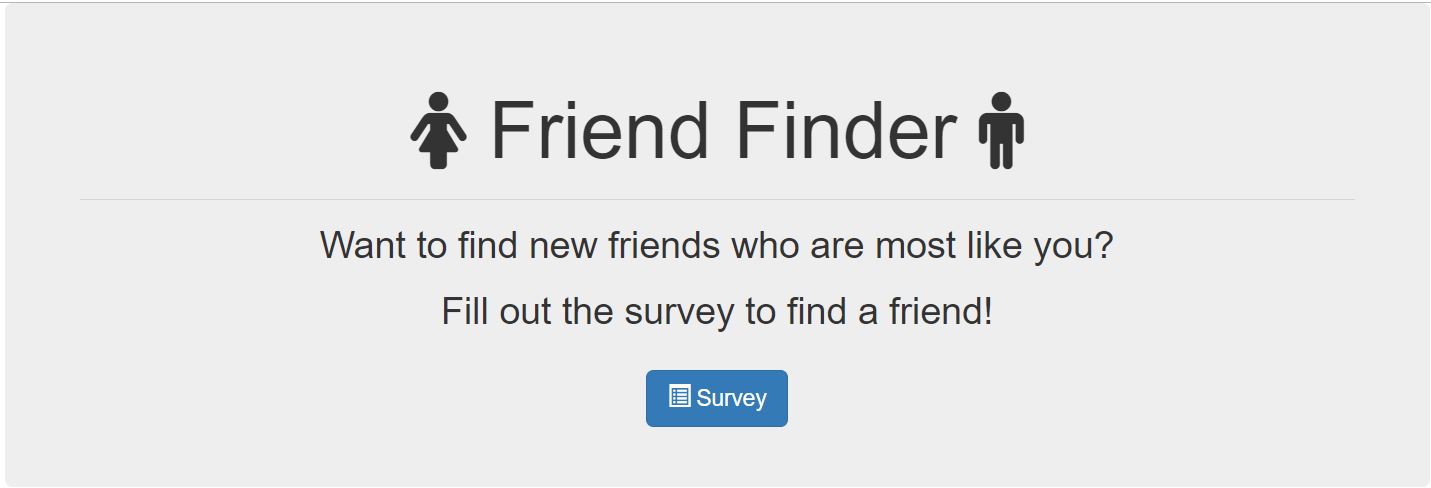 Friend Finder
Want to find new friends who are most like you?
Fill out the survey to find a friend!
Survey